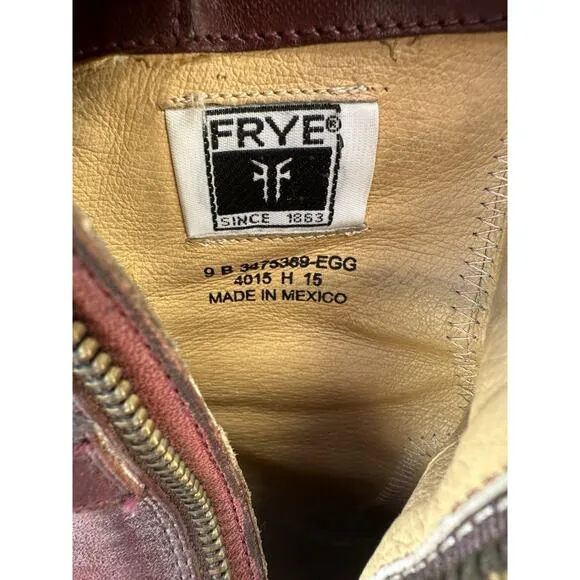 FRYE®
SINCE 1863
9 B 3475369-EGG
4015 H 15
MADE IN MEXICO